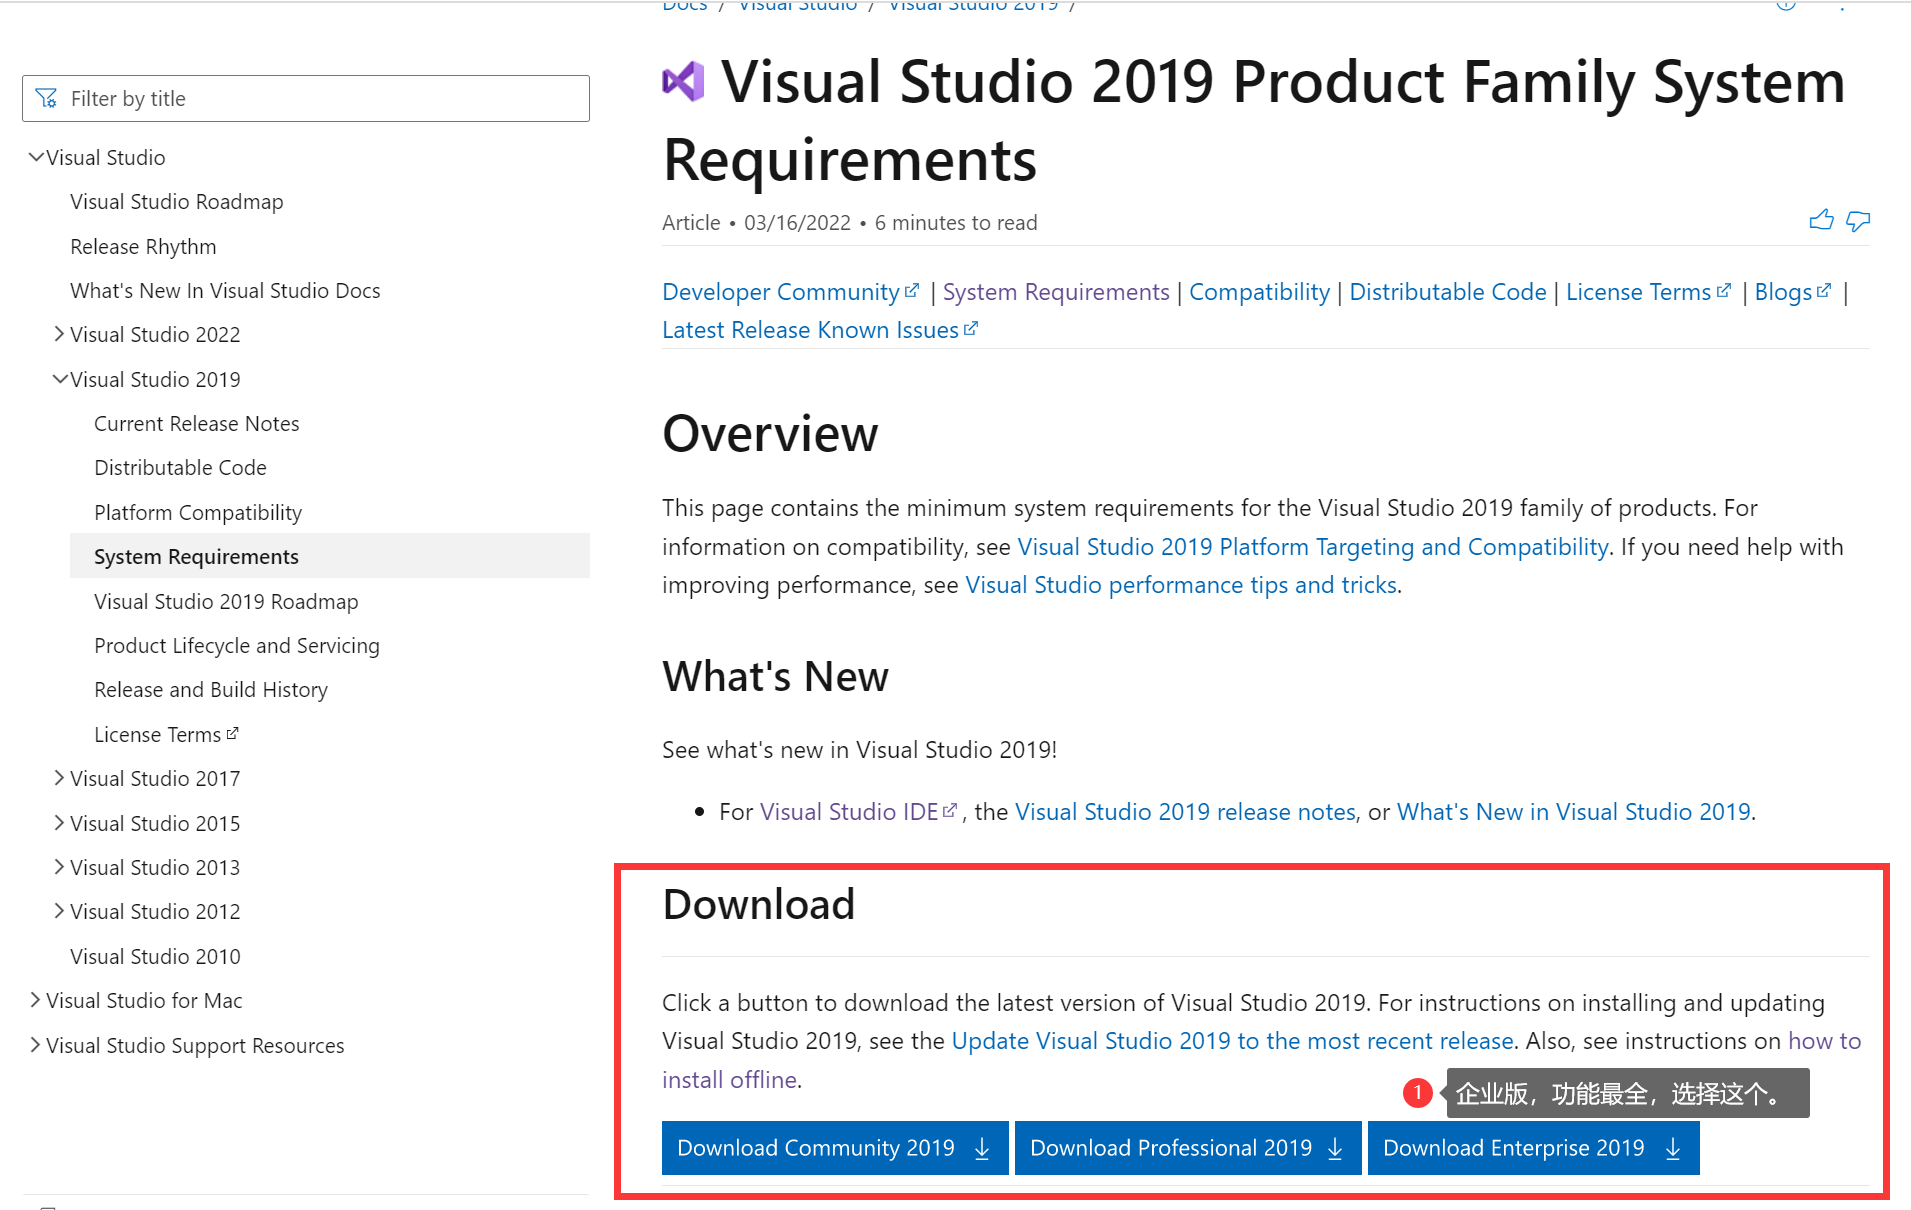 Docs / Visual Studio / Visual Studio 2019 /
Filter by title
Visual Studio
Visual Studio Roadmap
Release Rhythm
What's New In Visual Studio Docs
Visual Studio 2022
Visual Studio 2019
Current Release Notes
Distributable Code
Platform Compatibility
System Requirements
Visual Studio 2019 Roadmap
Product Lifecycle and Servicing
Release and Build History
License Terms
Visual Studio 2017
Visual Studio 2015
Visual Studio 2013
Visual Studio 2012
Visual Studio 2010
Visual Studio for Mac
Visual Studio Support Resources
Visual Studio 2019 Product Family System
Requirements
Article • 03/16/2022 • 6 minutes to read
Developer Community | System Requirements | Compatibility | Distributable Code | License Terms | Blogs |
Latest Release Known Issues
Overview
This page contains the minimum system requirements for the Visual Studio 2019 family of products. For
information on compatibility, see Visual Studio 2019 Platform Targeting and Compatibility. If you need help with
improving performance, see Visual Studio performance tips and tricks.
What's New
See what's new in Visual Studio 2019!
• For Visual Studio IDE, the Visual Studio 2019 release notes, or What's New in Visual Studio 2019.
Download
Click a button to download the latest version of Visual Studio 2019. For instructions on installing and updating
Visual Studio 2019, see the Update Visual Studio 2019 to the most recent release. Also, see instructions on how to
install offline.
1 企业版，功能最全，选择这个。
Download Community 2019
Download Professional 2019
Download Enterprise 2019